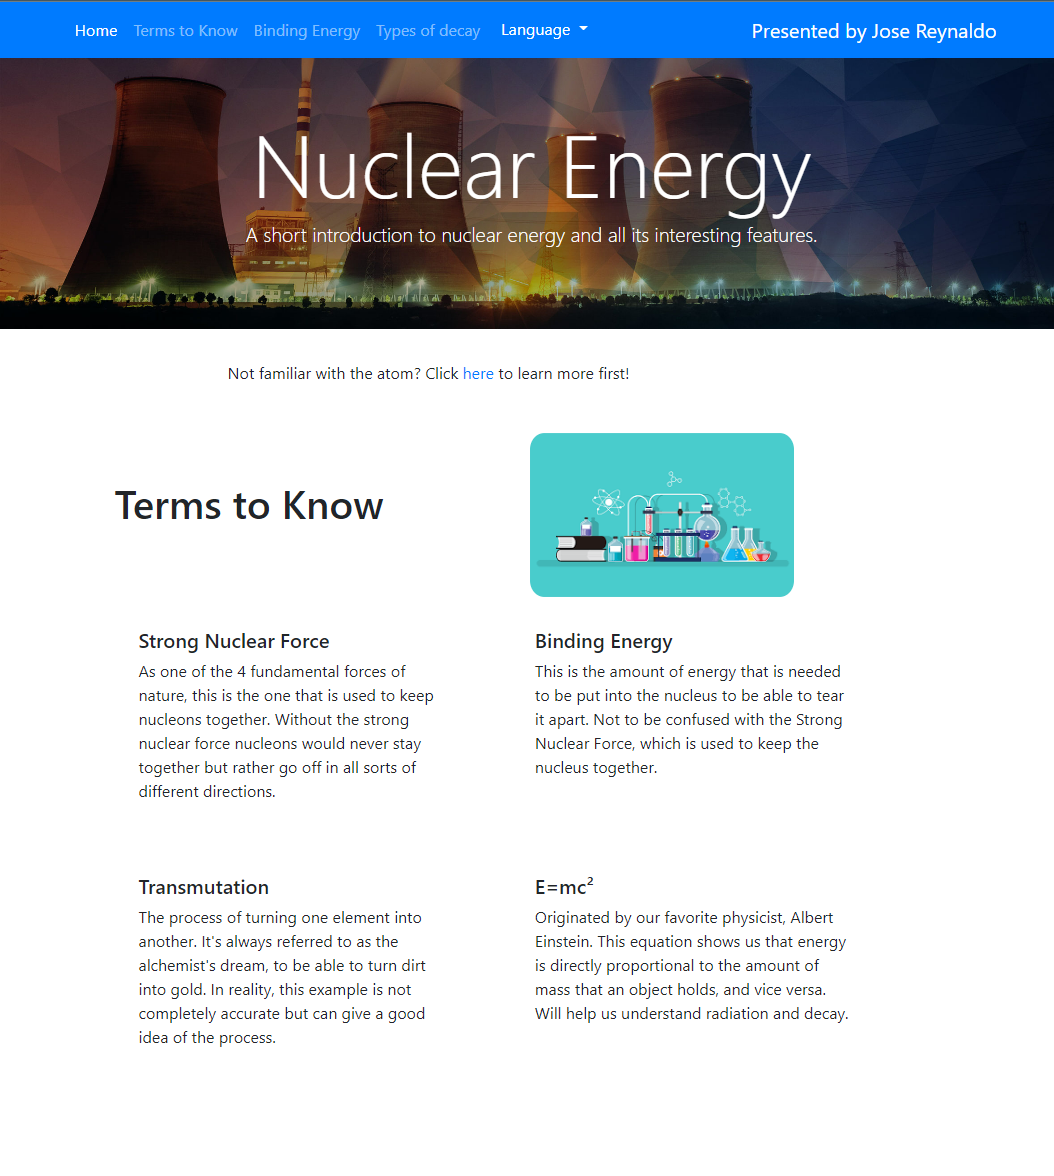 Home Terms to Know Binding Energy Types of decay Language Presented by Jose Reynaldo
Nuclear Energy
A short introduction to nuclear energy and all its interesting features.
Not familiar with the atom? Click here to learn more first!
Terms to Know
Strong Nuclear Force
As one of the 4 fundamental forces of
nature, this is the one that is used to keep
nucleons together. Without the strong
nuclear force nucleons would never stay
together but rather go off in all sorts of
different directions.
Binding Energy
This is the amount of energy that is needed
to be put into the nucleus to be able to tear
it apart. Not to be confused with the Strong
Nuclear Force, which is used to keep the
nucleus together.
Transmutation
The process of turning one element into
another. It's always referred to as the
alchemist's dream, to be able to turn dirt
into gold. In reality, this example is not
completely accurate but can give a good
idea of the process.
E=mc²
Originated by our favorite physicist, Albert
Einstein. This equation shows us that energy
is directly proportional to the amount of
mass that an object holds, and vice versa.
Will help us understand radiation and decay.